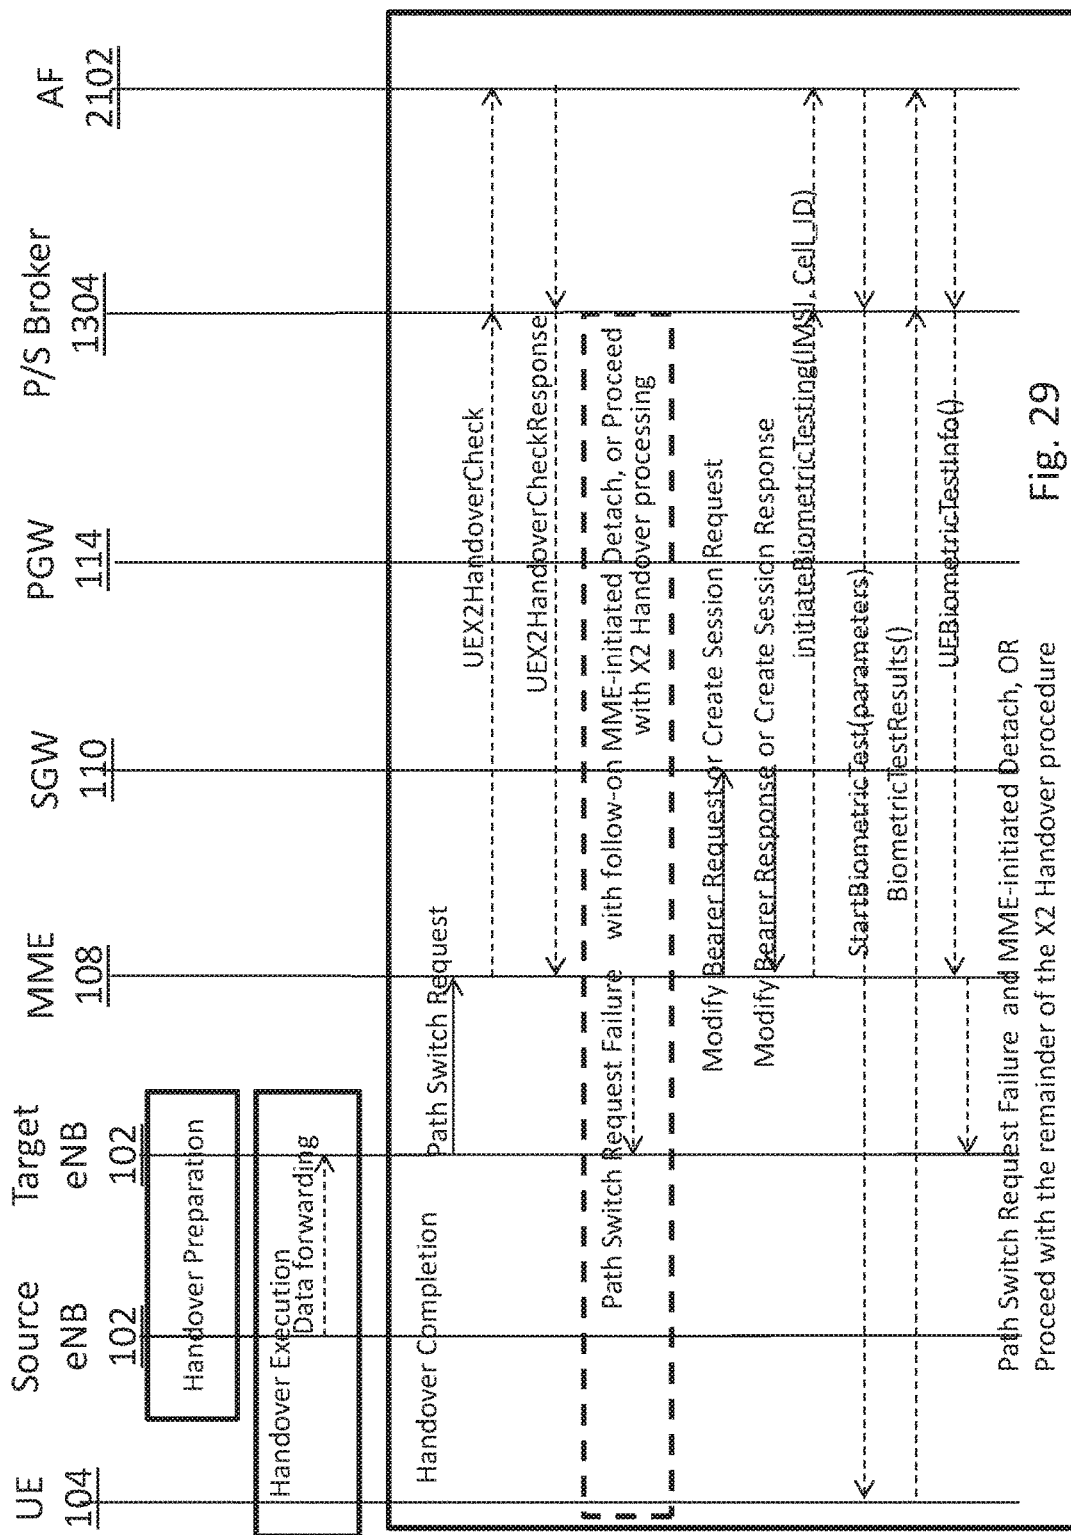 UE
104
Source
eNB
102
Target
eNB
102
MME
108
SGW
110
PGW
114
P/S Broker
1304
AF
2102
Handover Preparation
Handover Execution
Data forwarding
Handover Completion
Path Switch Request
UEX2HandoverCheck
UEX2HandoverCheckResponse
Path Switch Request Failure with follow-on MME-initiated Detach, or Proceed
with X2 Handover processing
Modify Bearer Request or Create Session Request
Modify Bearer Response or Create Session Response
initiateBiometricTesting(IMSI, Cell_ID)
StartBiometricTest(parameters)
BiometricTestResults()
UEBiometricTestInfo()
Path Switch Request Failure and MME-initiated Detach, OR
Proceed with the remainder of the X2 Handover procedure
Fig. 29